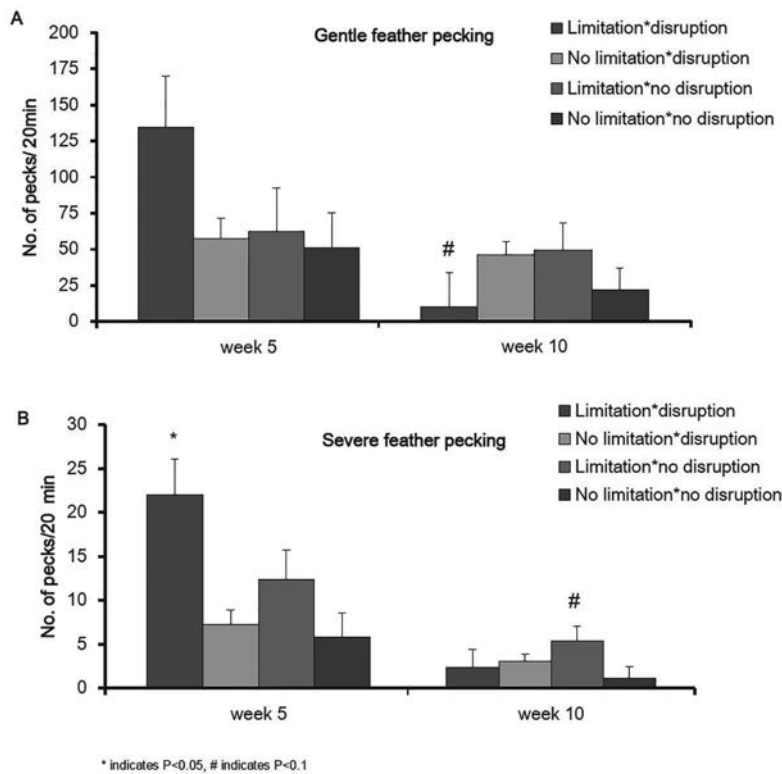 A
Gentle feather pecking
Limitation*disruption
No limitation*disruption
Limitation*no disruption
No limitation*no disruption
No. of pecks/ 20min
200
175
150
125
100
75
50
25
0
#
week 5
week 10
B
Severe feather pecking
Limitation*disruption
No limitation*disruption
Limitation*no disruption
No limitation*no disruption
No. of pecks/20 min
30
25
20
15
10
5
0
*
#
week 5
week 10
* indicates P<0.05, # indicates P<0.1